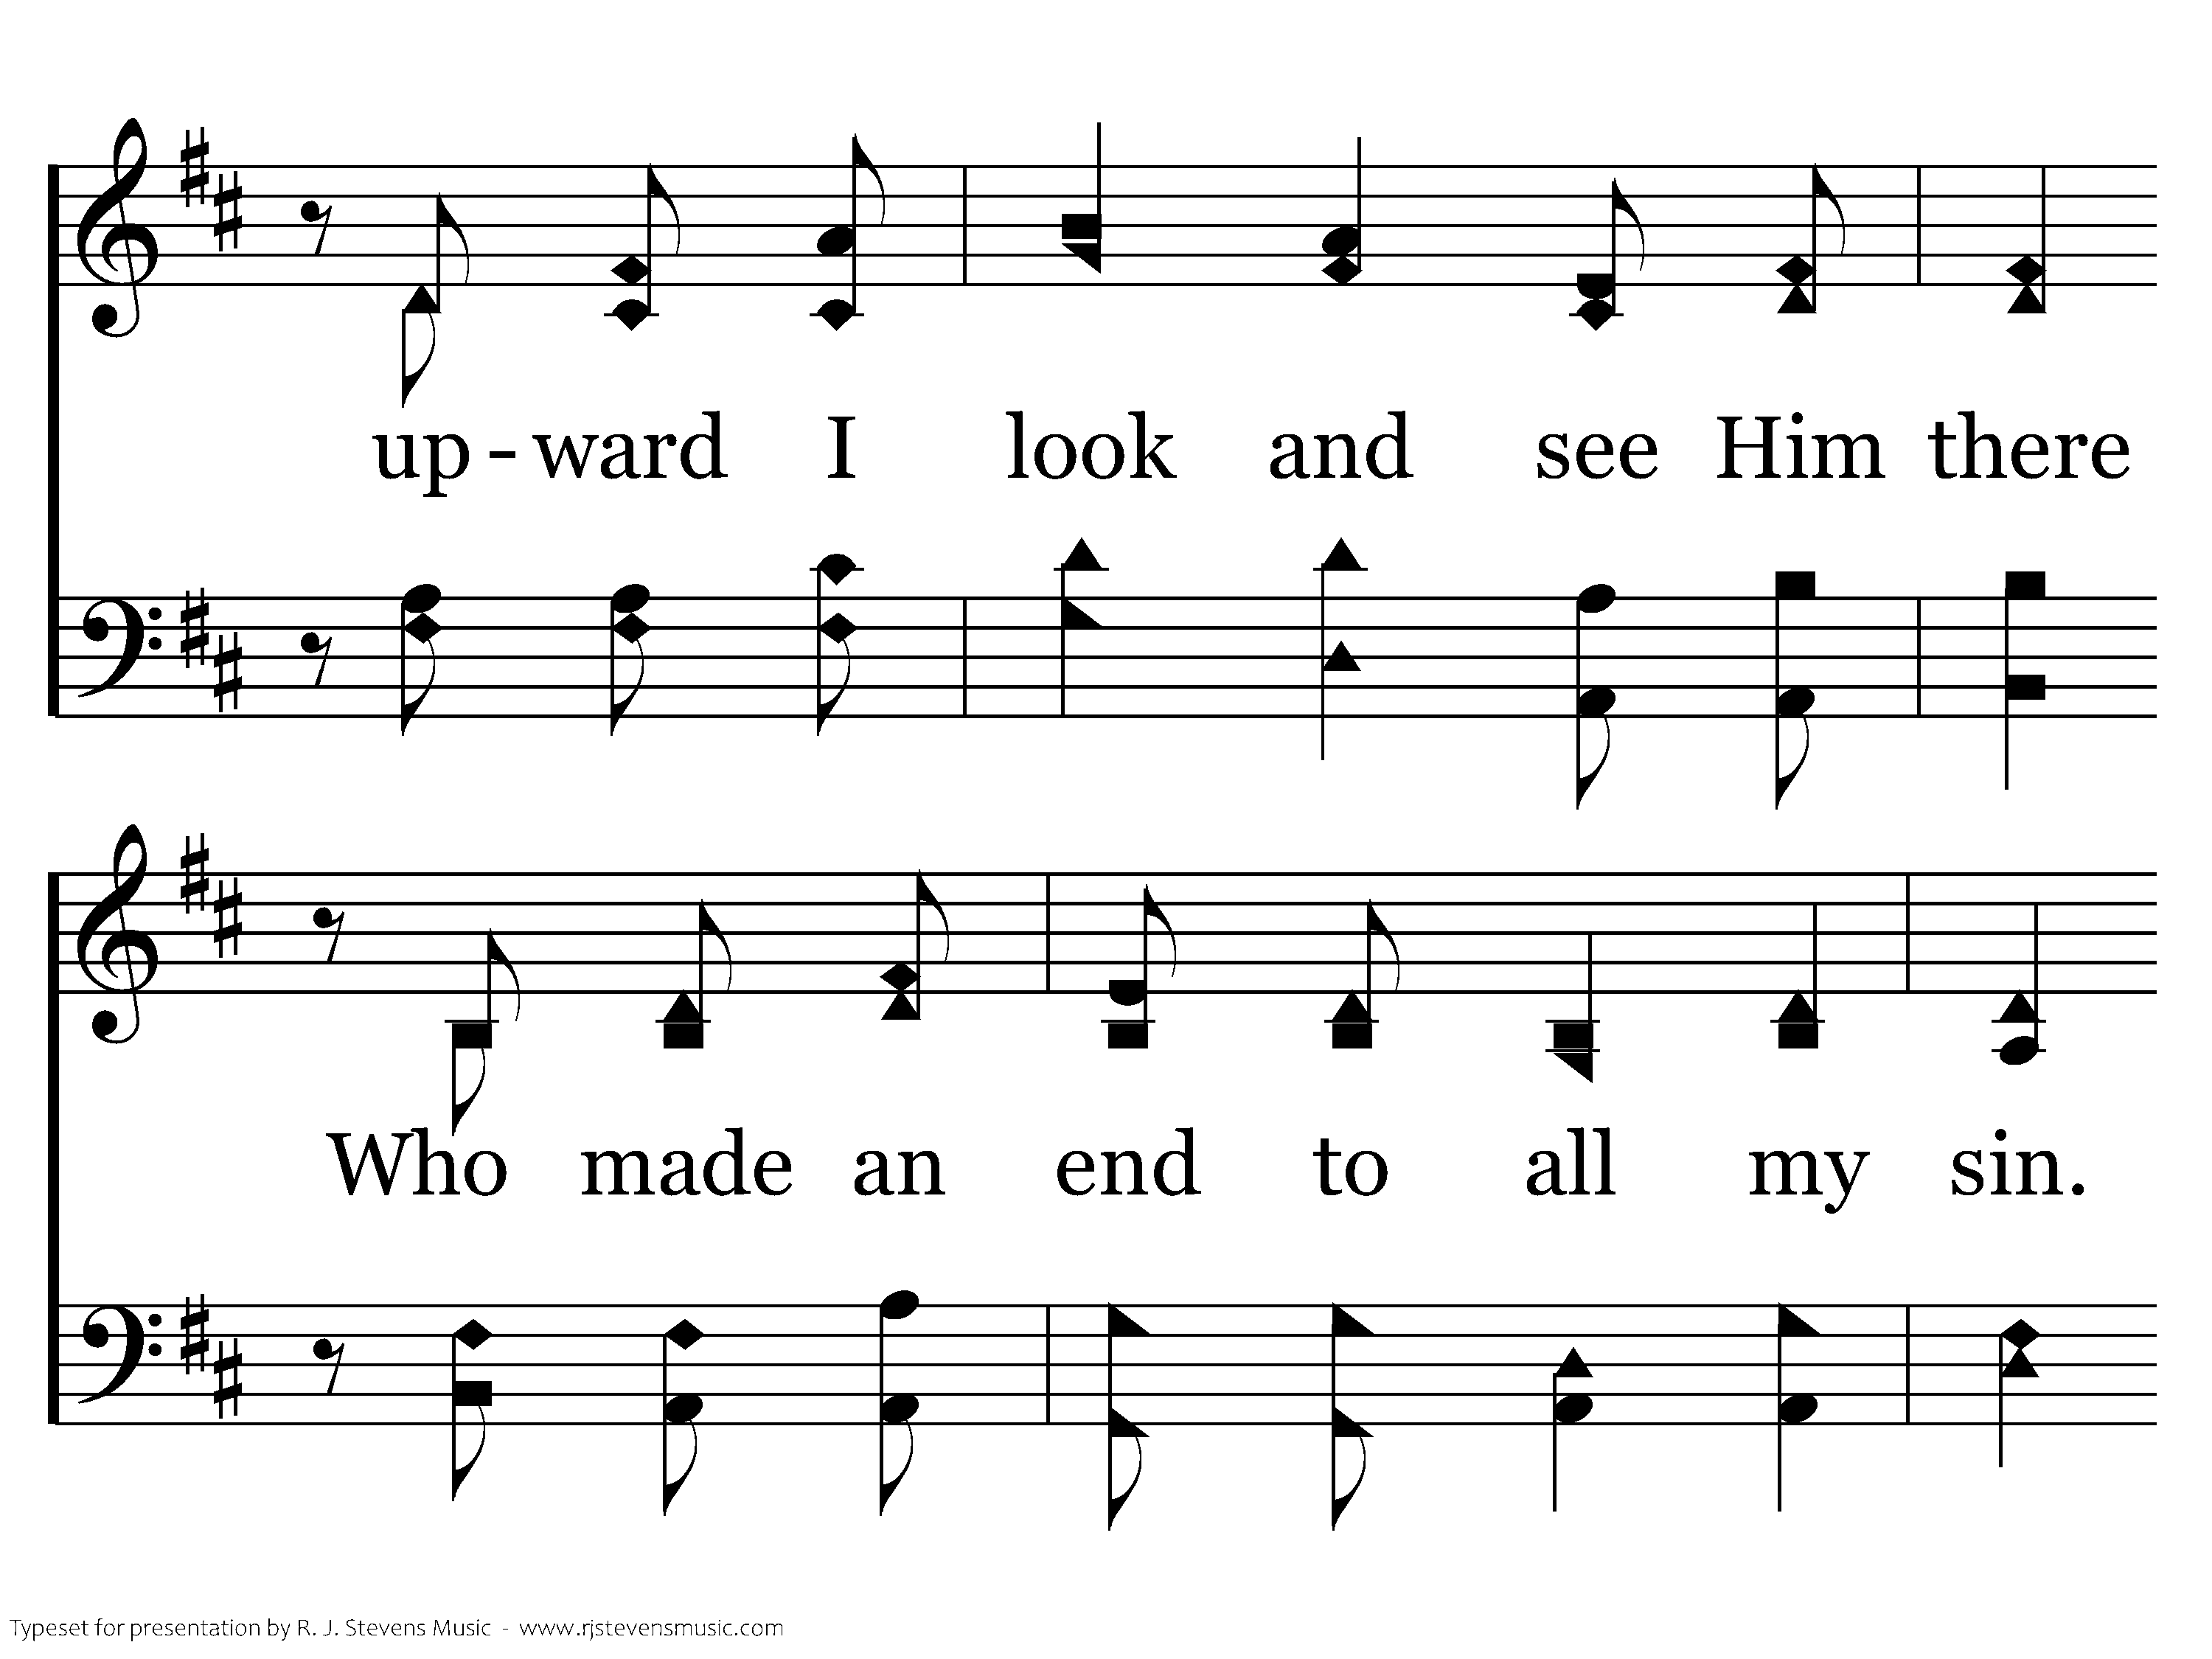 up - ward I look and see Him there
Who made an end to all my sin.
Typeset for presentation by R. J. Stevens Music - www.rjstevensmusic.com